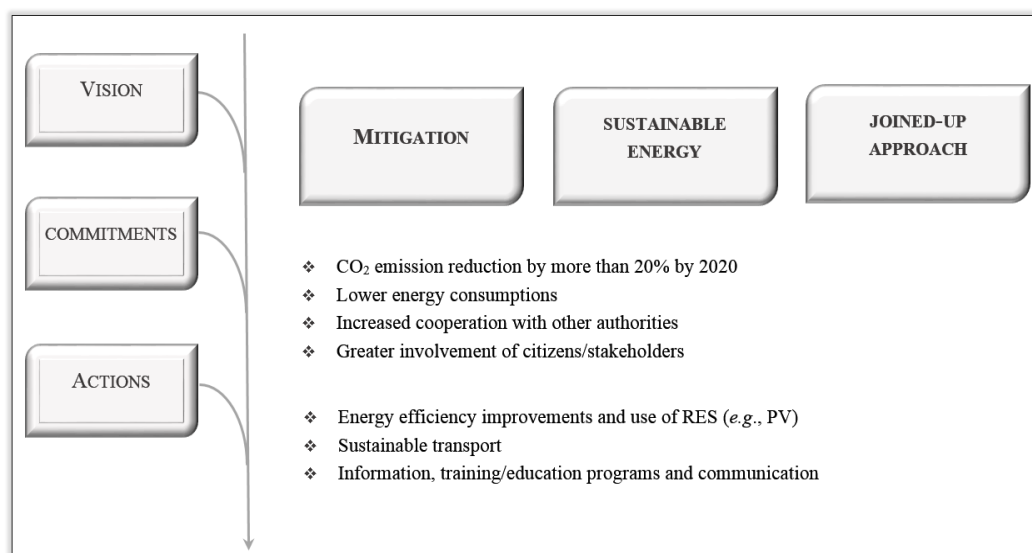 VISION
MITIGATION
SUSTAINABLE
ENERGY
JOINED-UP
APPROACH
COMMITMENTS
❖ CO₂ emission reduction by more than 20% by 2020
❖ Lower energy consumptions
❖ Increased cooperation with other authorities
❖ Greater involvement of citizens/stakeholders
ACTIONS
❖ Energy efficiency improvements and use of RES (e.g., PV)
❖ Sustainable transport
❖ Information, training/education programs and communication